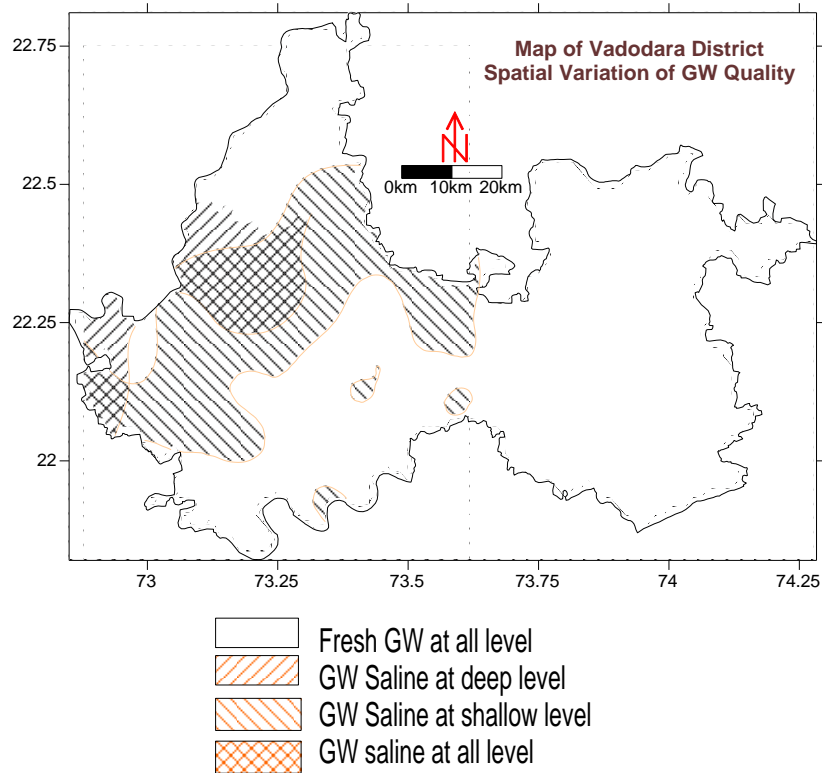 Map of Vadodara District
Spatial Variation of GW Quality
22.75
22.5
22.25
22
N
0km 10km 20km
73 73.25 73.5 73.75 74 74.25
Fresh GW at all level
GW Saline at deep level
GW Saline at shallow level
GW saline at all level